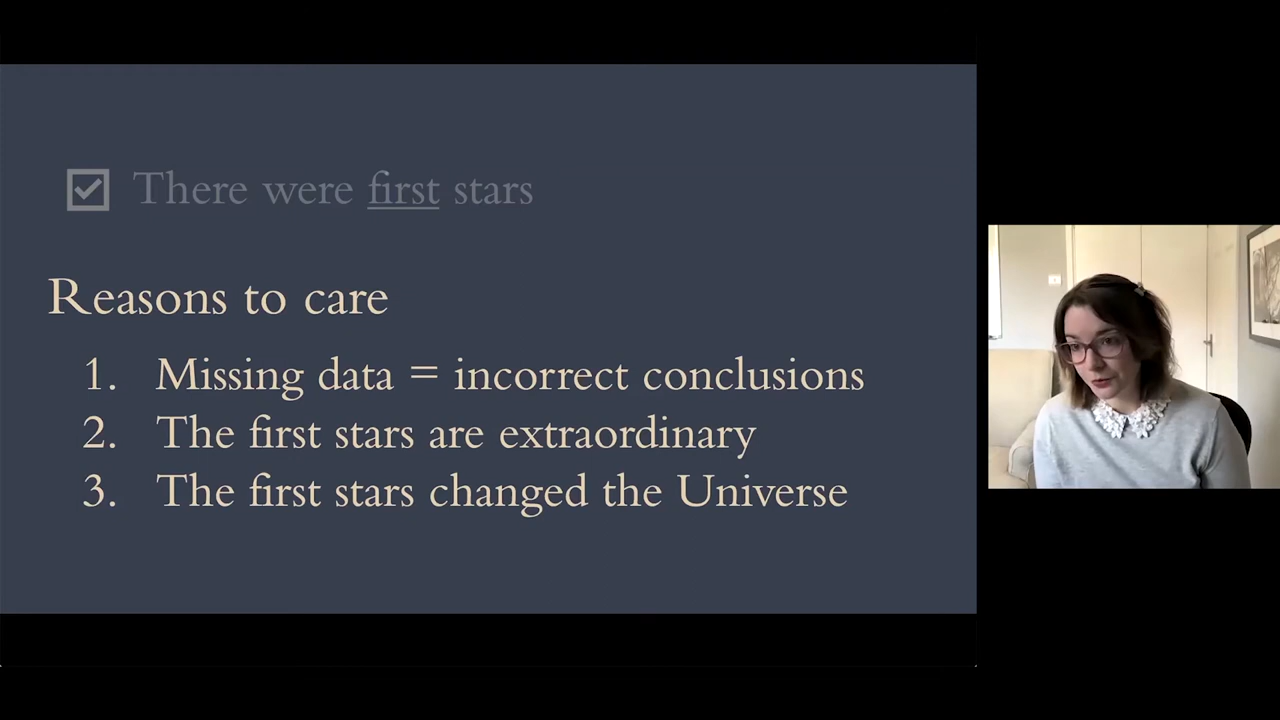 There were first stars
Reasons to care
1. Missing data = incorrect conclusions
2. The first stars are extraordinary
3. The first stars changed the Universe